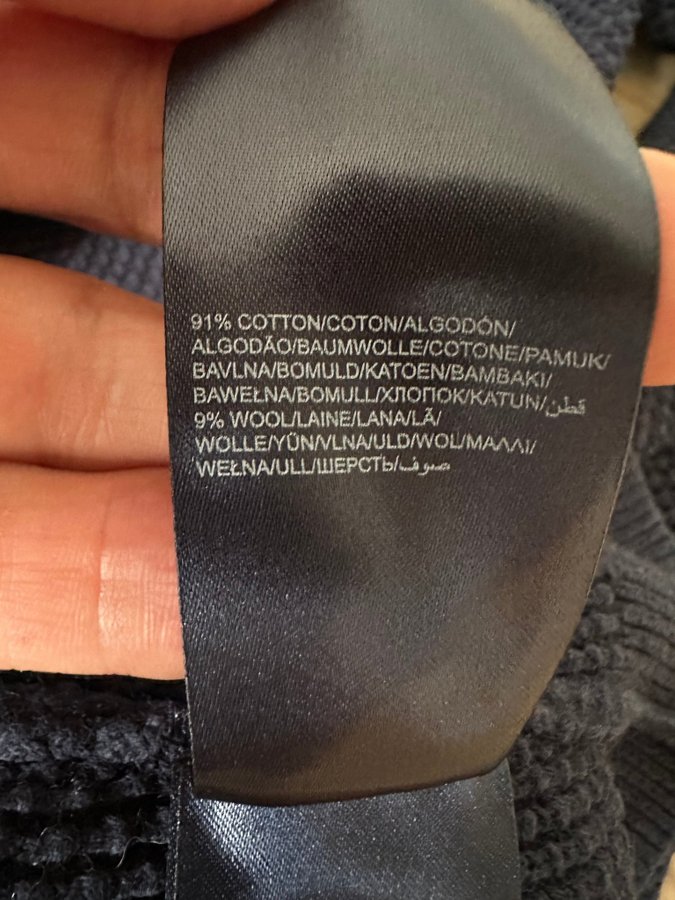 91% COTTON/COTON/ALGODÓN/
ALGODÃO/BAUMWOLLE/COTONE/PAMUK/
BAVLNA/BOMULD/KATOEN/BAMBAKI/
BAWEŁNA/BOMULL/ХЛОПОК/KATUN/قطن
9% WOOL/LAINE/LANA/LÃ/
WOLLE/YÜN/VLNA/ULD/WOL/ΜΑΛΛΙ/
WEŁNA/ULL/ШЕРСТЬ/صوف